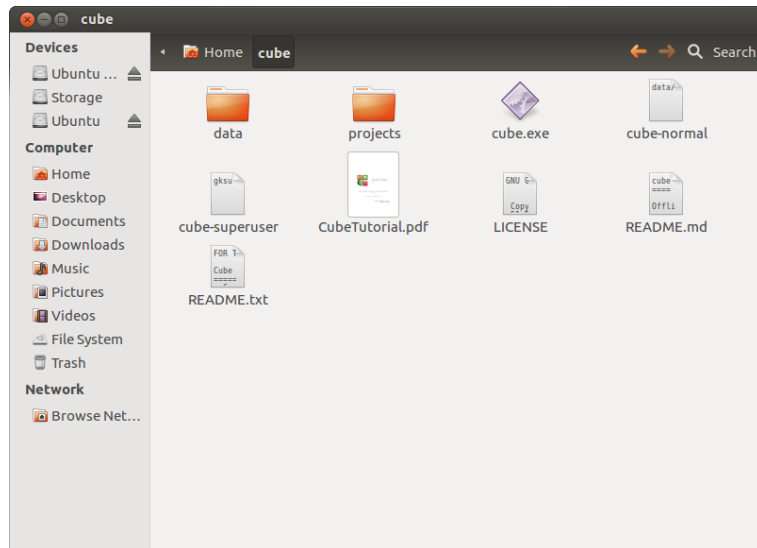 cube
Devices
Ubuntu ...
Storage
Ubuntu
Computer
Home
Desktop
Documents
Downloads
Music
Pictures
Videos
File System
Trash
Network
Browse Net...
Home cube Search
data projects cube.exe cube-normal
data/
gksu
GNU G
Copy
cube
====
Offli
cube-superuser CubeTutorial.pdf LICENSE README.md
FOR T
Cube
=====
README.txt